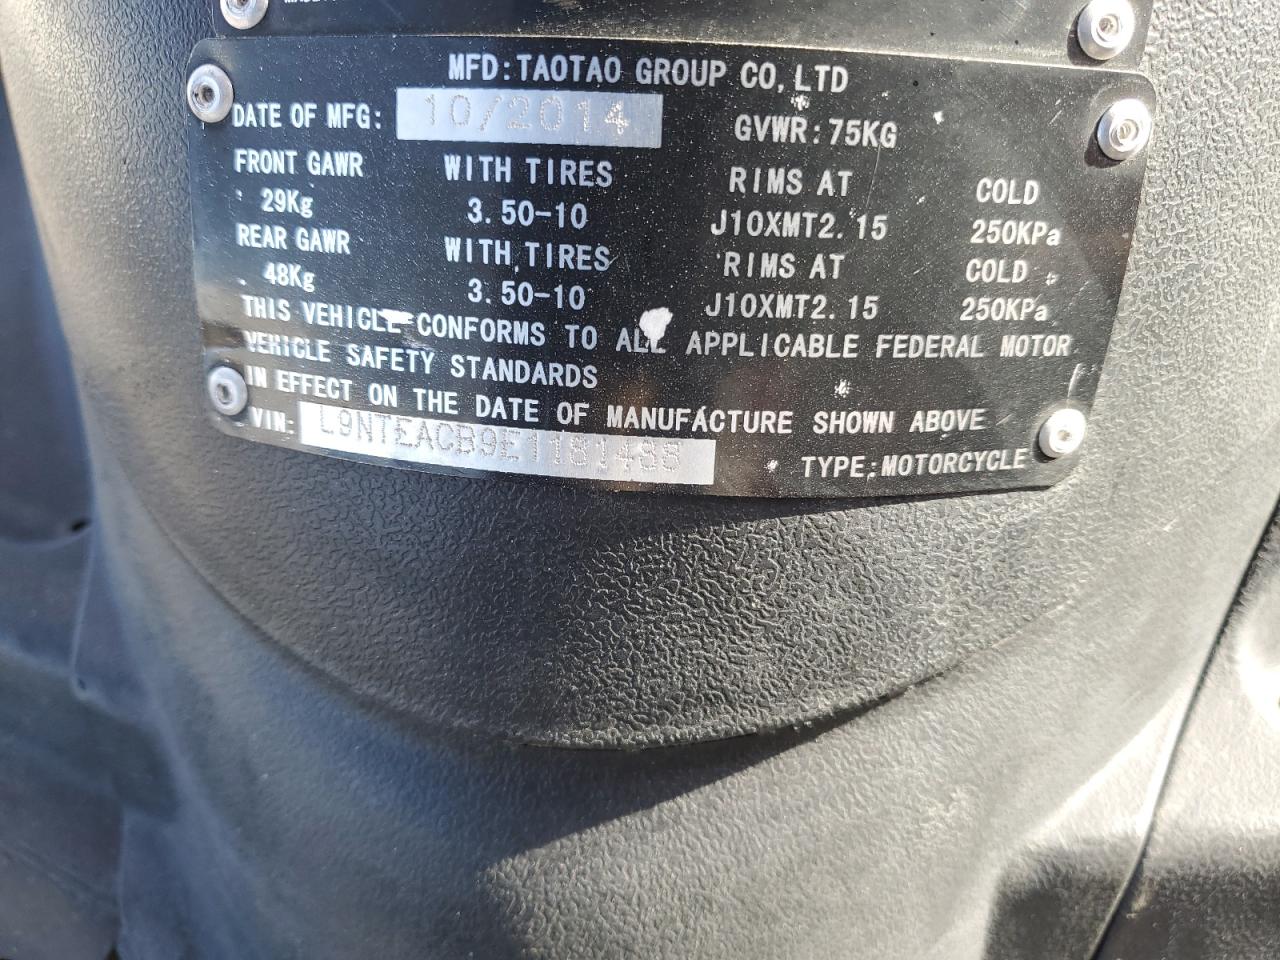 MFD:TAOTAO GROUP CO,LTD
DATE OF MFG: 10/2014 GVWR:75KG
FRONT GAWR WITH TIRES RIMS AT COLD
29Kg 3.50-10 J10XMT2.15 250KPa
REAR GAWR WITH TIRES RIMS AT COLD
48Kg 3.50-10 J10XMT2.15 250KPa
THIS VEHICLE CONFORMS TO ALL APPLICABLE FEDERAL MOTOR
VEHICLE SAFETY STANDARDS
IN EFFECT ON THE DATE OF MANUFACTURE SHOWN ABOVE
VIN: L9NTEACB9E1181488 TYPE:MOTORCYCLE